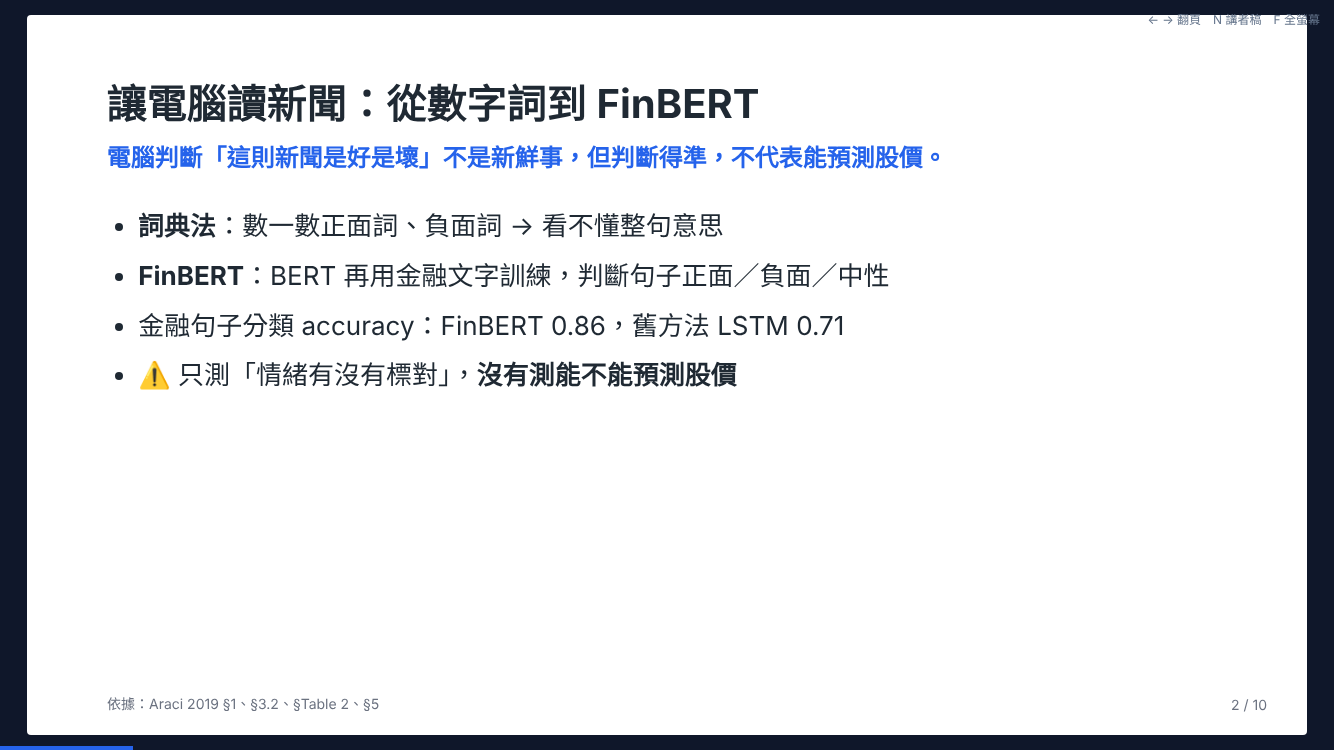 ← → 翻頁 N 講者稿 F 全螢幕
讓電腦讀新聞：從數字詞到 FinBERT
電腦判斷「這則新聞是好是壞」不是新鮮事，但判斷得準，不代表能預測股價。
• 詞典法：數一數正面詞、負面詞 → 看不懂整句意思
• FinBERT：BERT 再用金融文字訓練，判斷句子正面／負面／中性
• 金融句子分類 accuracy：FinBERT 0.86，舊方法 LSTM 0.71
• ⚠️ 只測「情緒有沒有標對」，沒有測能不能預測股價
依據：Araci 2019 §1、§3.2、§Table 2、§5
2 / 10